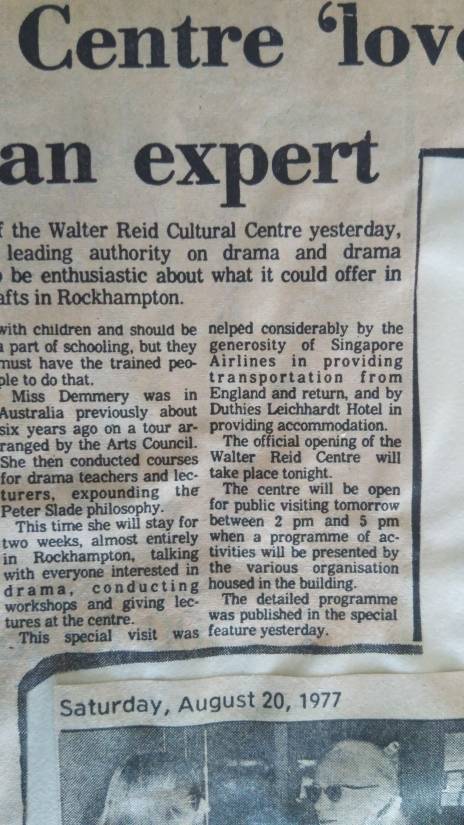 Centre ‘lov
an expert
f the Walter Reid Cultural Centre yesterday,
leading authority on drama and drama
be enthusiastic about what it could offer in
afts in Rockhampton.
with children and should be
a part of schooling, but they
must have the trained peo-
ple to do that.
Miss Demmery was in
Australia previously about
six years ago on a tour ar-
ranged by the Arts Council.
She then conducted courses
for drama teachers and lec-
turers, expounding the
Peter Slade philosophy.
This time she will stay for
two weeks, almost entirely
in Rockhampton, talking
with everyone interested in
drama, conducting
workshops and giving lec-
tures at the centre.
This special visit was
nelped considerably by the
generosity of Singapore
Airlines in providing
transportation from
England and return, and by
Duthies Leichhardt Hotel in
providing accommodation.
The official opening of the
Walter Reid Centre will
take place tonight.
The centre will be open
for public visiting tomorrow
between 2 pm and 5 pm
when a programme of ac-
tivities will be presented by
the various organisation
housed in the building.
The detailed programme
was published in the special
feature yesterday.
Saturday, August 20, 1977